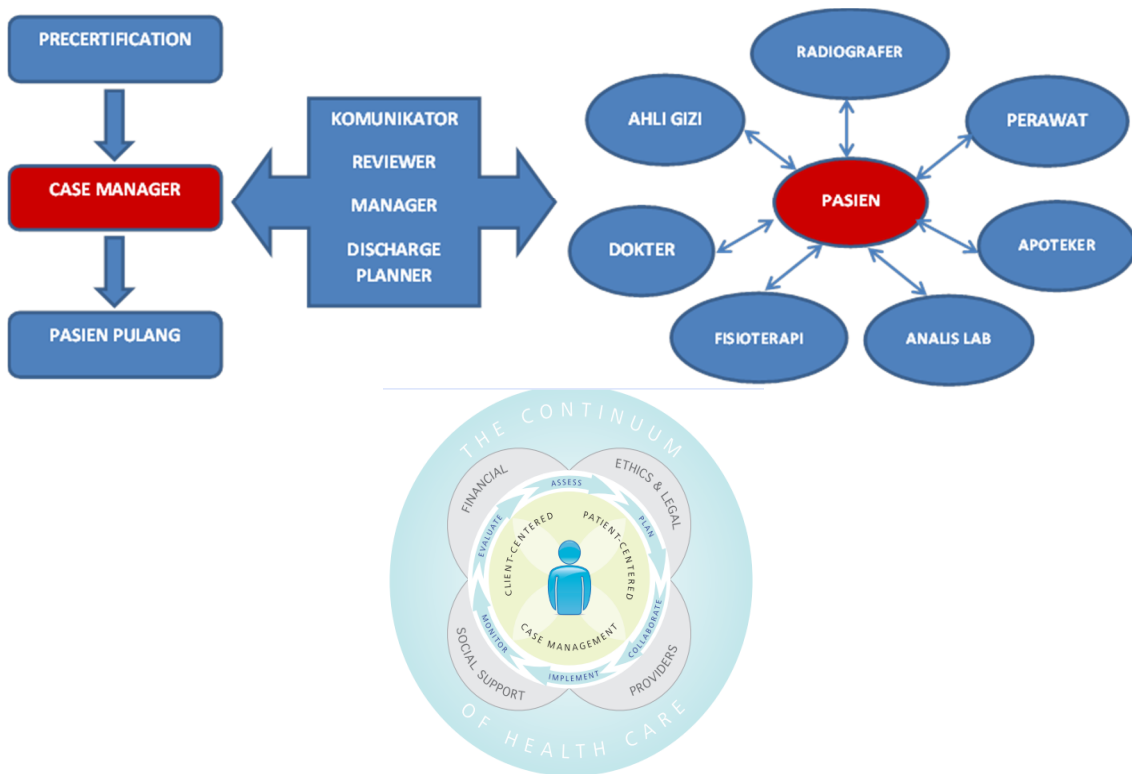 PRECERTIFICATION
CASE MANAGER
PASIEN PULANG
KOMUNIKATOR
REVIEWER
MANAGER
DISCHARGE
PLANNER
RADIOGRAFER
AHLI GIZI
PERAWAT
PASIEN
DOKTER
APOTEKER
FISIOTERAPI
ANALIS LAB
THE CONTINUUM
FINANCIAL
ETHICS & LEGAL
ASSESS
EVALUATE
PLAN
CLIENT-CENTERED
PATIENT-CENTERED
CASE MANAGEMENT
MONITOR
COLLABORATE
IMPLEMENT
SOCIAL SUPPORT
PROVIDERS
OF HEALTH CARE